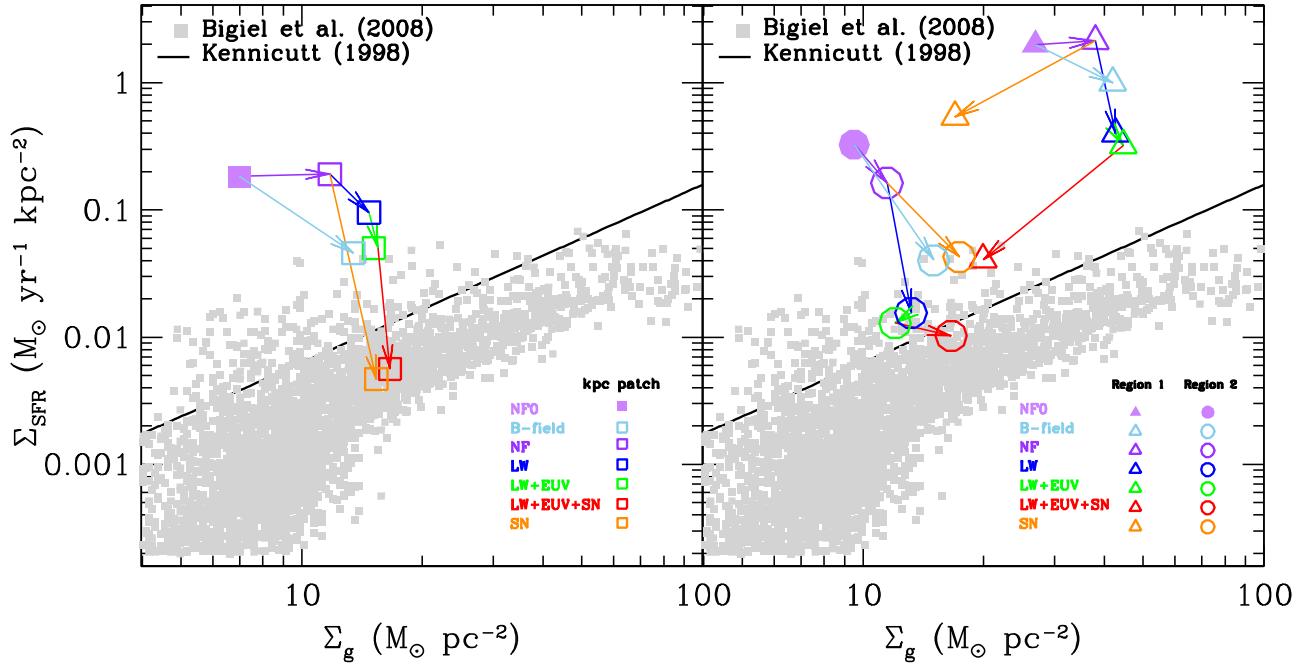 Bigiel et al. (2008)
Kennicutt (1998)
Bigiel et al. (2008)
Kennicutt (1998)
1
0.1
0.01
0.001
Σ_SFR (M_⊙ yr⁻¹ kpc⁻²)
kpc patch
NF0
B-field
NF
LW
LW+EUV
LW+EUV+SN
SN
Region 1 Region 2
NF0
B-field
NF
LW
LW+EUV
LW+EUV+SN
SN
10 100 10 100
Σ_g (M_⊙ pc⁻²)
Σ_g (M_⊙ pc⁻²)